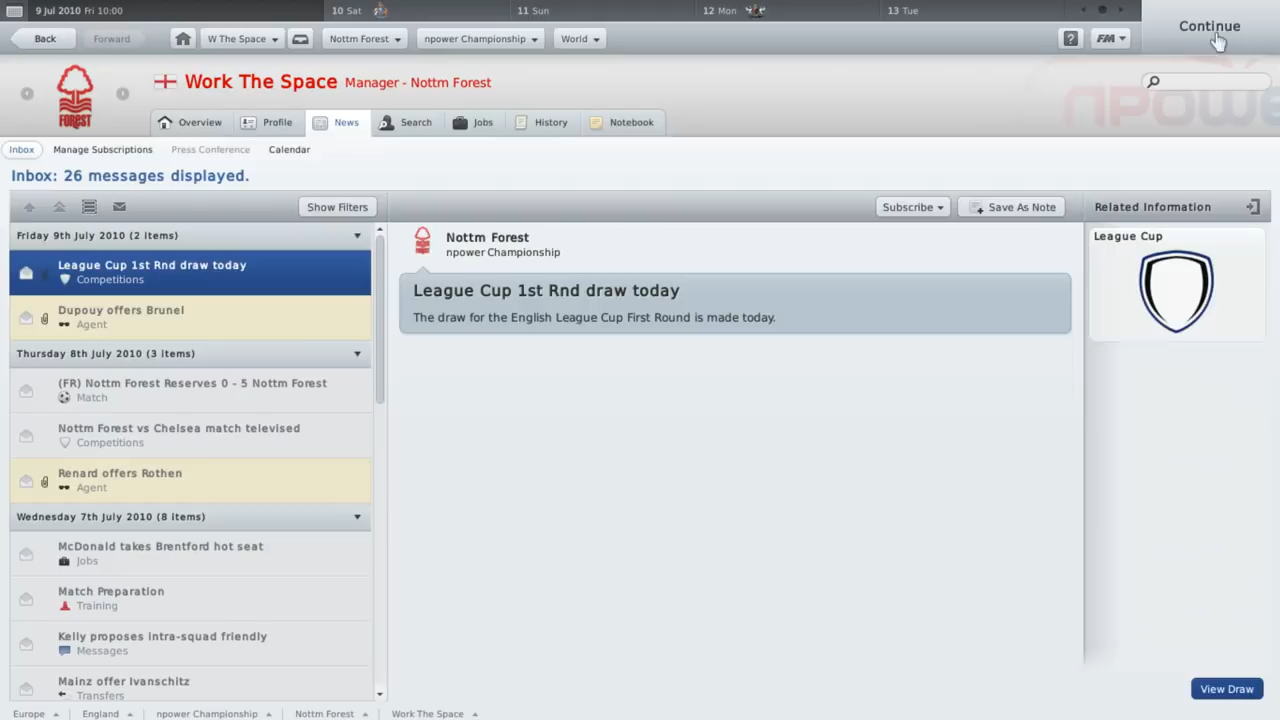 9 Jul 2010 Fri 10:00
10 Sat
11 Sun
12 Mon
13 Tue
Continue
Back
Forward
W The Space
Nottm Forest
npower Championship
World
?
FM
FOREST
Work The Space Manager - Nottm Forest
NPOWE
Overview
Profile
News
Search
Jobs
History
Notebook
Inbox
Manage Subscriptions
Press Conference
Calendar
Inbox: 26 messages displayed.
Show Filters
Subscribe
Save As Note
Related Information
Friday 9th July 2010 (2 items)
League Cup 1st Rnd draw today
Competitions
Dupouy offers Brunel
Agent
Thursday 8th July 2010 (3 items)
(FR) Nottm Forest Reserves 0 - 5 Nottm Forest
Match
Nottm Forest vs Chelsea match televised
Competitions
Renard offers Rothen
Agent
Wednesday 7th July 2010 (8 items)
McDonald takes Brentford hot seat
Jobs
Match Preparation
Training
Kelly proposes intra-squad friendly
Messages
Mainz offer Ivanschitz
Transfers
Nottm Forest
npower Championship
League Cup 1st Rnd draw today
The draw for the English League Cup First Round is made today.
League Cup
View Draw
Europe
England
npower Championship
Nottm Forest
Work The Space